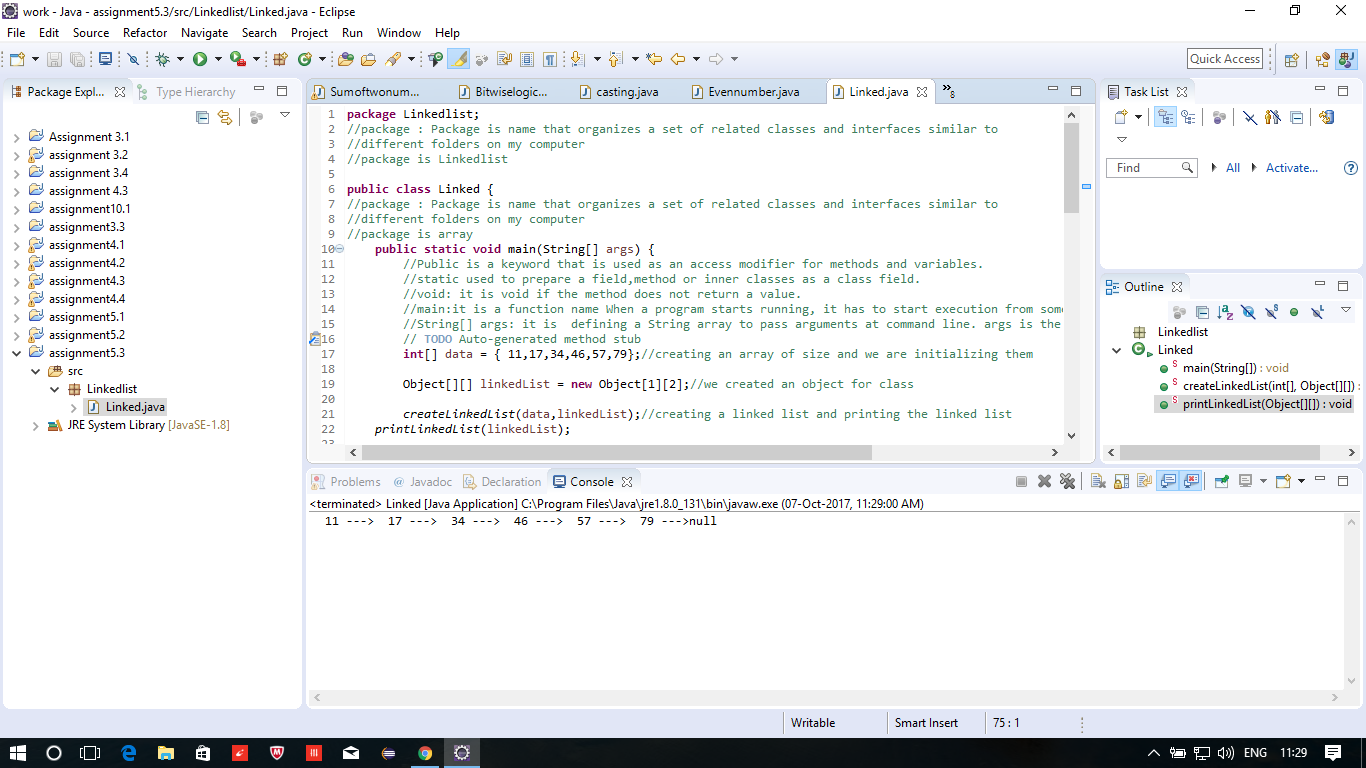 work - Java - assignment5.3/src/Linkedlist/Linked.java - Eclipse
File Edit Source Refactor Navigate Search Project Run Window Help
Quick Access
Package Expl... Type Hierarchy
Assignment 3.1
assignment 3.2
assignment 3.4
assignment 4.3
assignment10.1
assignment3.3
assignment4.1
assignment4.2
assignment4.3
assignment4.4
assignment5.1
assignment5.2
assignment5.3
src
Linkedlist
Linked.java
JRE System Library [JavaSE-1.8]
Sumoftwonum... Bitwiselogic... casting.java Evennumber.java Linked.java »8
1 package Linkedlist;
2 //package : Package is name that organizes a set of related classes and interfaces similar to
3 //different folders on my computer
4 //package is Linkedlist
5
6 public class Linked {
7 //package : Package is name that organizes a set of related classes and interfaces similar to
8 //different folders on my computer
9 //package is array
10 public static void main(String[] args) {
11 //Public is a keyword that is used as an access modifier for methods and variables.
12 //static used to prepare a field,method or inner classes as a class field.
13 //void: it is void if the method does not return a value.
14 //main:it is a function name When a program starts running, it has to start execution from som
15 //String[] args: it is  defining a String array to pass arguments at command line. args is the
16 // TODO Auto-generated method stub
17 int[] data = { 11,17,34,46,57,79};//creating an array of size and we are initializing them
18
19 Object[][] linkedList = new Object[1][2];//we created an object for class
20
21 createLinkedList(data,linkedList);//creating a linked list and printing the linked list
22 printLinkedList(linkedList);
23
Task List
Find All Activate...
Outline
Linkedlist
Linked
main(String[]) : void
createLinkedList(int[], Object[][]) :
printLinkedList(Object[][]) : void
Problems @ Javadoc Declaration Console
<terminated> Linked [Java Application] C:\Program Files\Java\jre1.8.0_131\bin\javaw.exe (07-Oct-2017, 11:29:00 AM)
11 --->  17 --->  34 --->  46 --->  57 --->  79 --->null
Writable Smart Insert 75 : 1
ENG 11:29